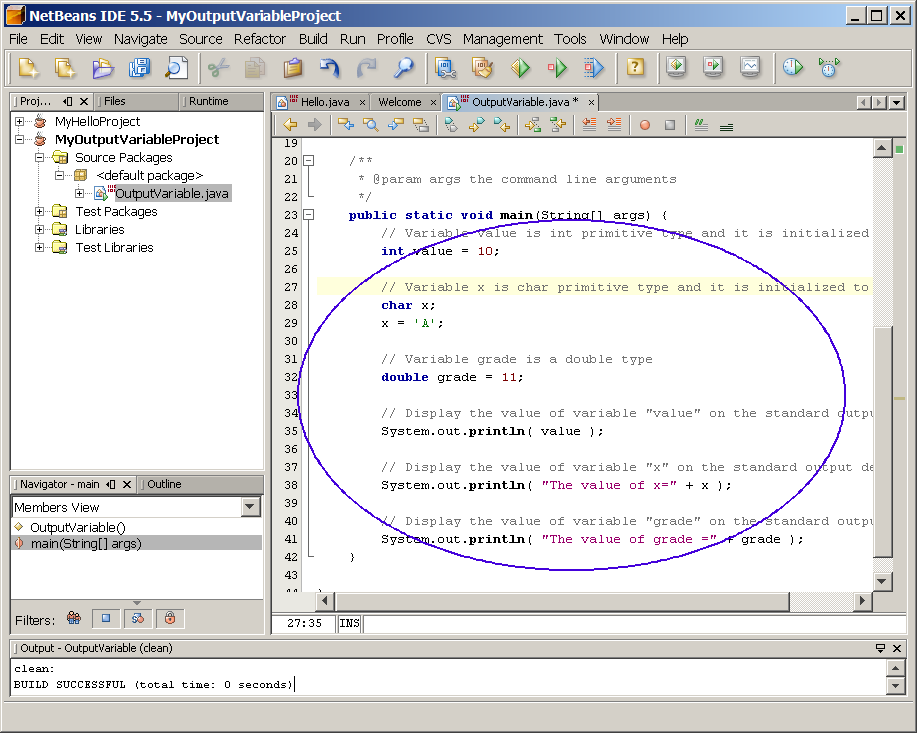 NetBeans IDE 5.5 - MyOutputVariableProject
File Edit View Navigate Source Refactor Build Run Profile CVS Management Tools Window Help
Proj... Files Runtime
MyHelloProject
MyOutputVariableProject
Source Packages
<default package>
OutputVariable.java
Test Packages
Libraries
Test Libraries
Hello.java Welcome OutputVariable.java *
19
20 /**
21 * @param args the command line arguments
22 */
23 public static void main(String[] args) {
24 // Variable value is int primitive type and it is initialized
25 int value = 10;
26
27 // Variable x is char primitive type and it is initialized to
28 char x;
29 x = 'A';
30
31 // Variable grade is a double type
32 double grade = 11;
33
34 // Display the value of variable "value" on the standard outpu
35 System.out.println( value );
36
37 // Display the value of variable "x" on the standard output de
38 System.out.println( "The value of x=" + x );
39
40 // Display the value of variable "grade" on the standard outpu
41 System.out.println( "The value of grade =" + grade );
42 }
43
27:35 INS
Navigator - main Outline
Members View
OutputVariable()
main(String[] args)
Filters:
Output - OutputVariable (clean)
clean:
BUILD SUCCESSFUL (total time: 0 seconds)